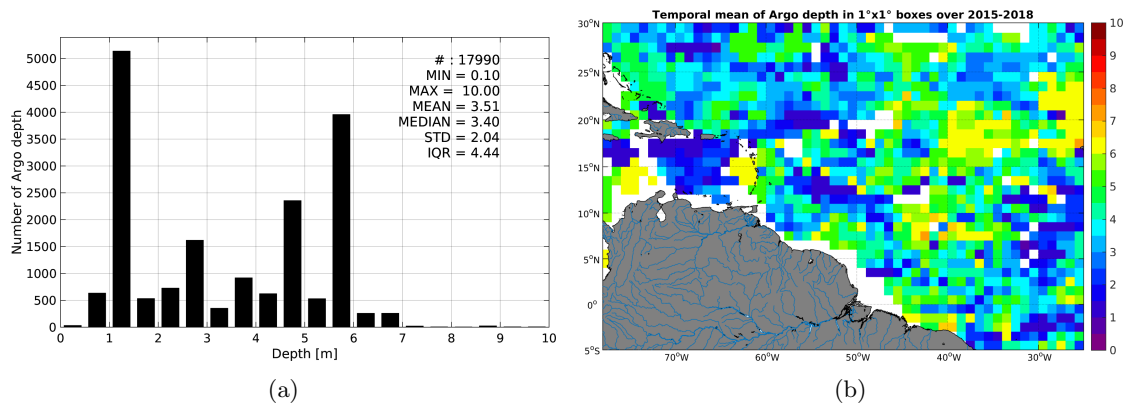 5000
4500
4000
3500
3000
2500
2000
1500
1000
500
0
Number of Argo depth
# : 17990
MIN = 0.10
MAX = 10.00
MEAN = 3.51
MEDIAN = 3.40
STD = 2.04
IQR = 4.44
0 1 2 3 4 5 6 7 8 9 10
Depth [m]
(a)
Temporal mean of Argo depth in 1°x1° boxes over 2015-2018
30°N
25°N
20°N
15°N
10°N
5°N
0°
5°S
70°W 60°W 50°W 40°W 30°W
10
9
8
7
6
5
4
3
2
1
0
(b)